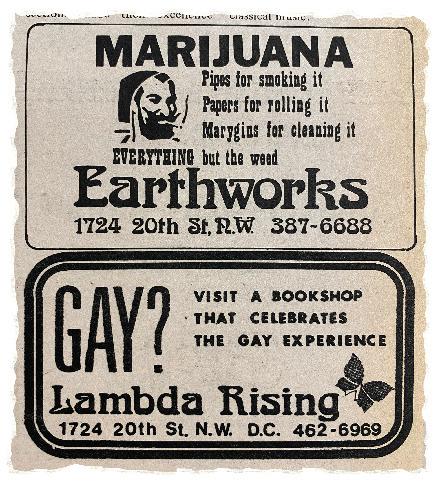 classical music.
MARIJUANA
Pipes for smoking it
Papers for rolling it
Marygins for cleaning it
EVERYTHING but the weed
Earthworks
1724 20th St, N.W. 387-6688
GAY?
VISIT A BOOKSHOP
THAT CELEBRATES
THE GAY EXPERIENCE
Lambda Rising
1724 20th St. N.W. D.C. 462-6969